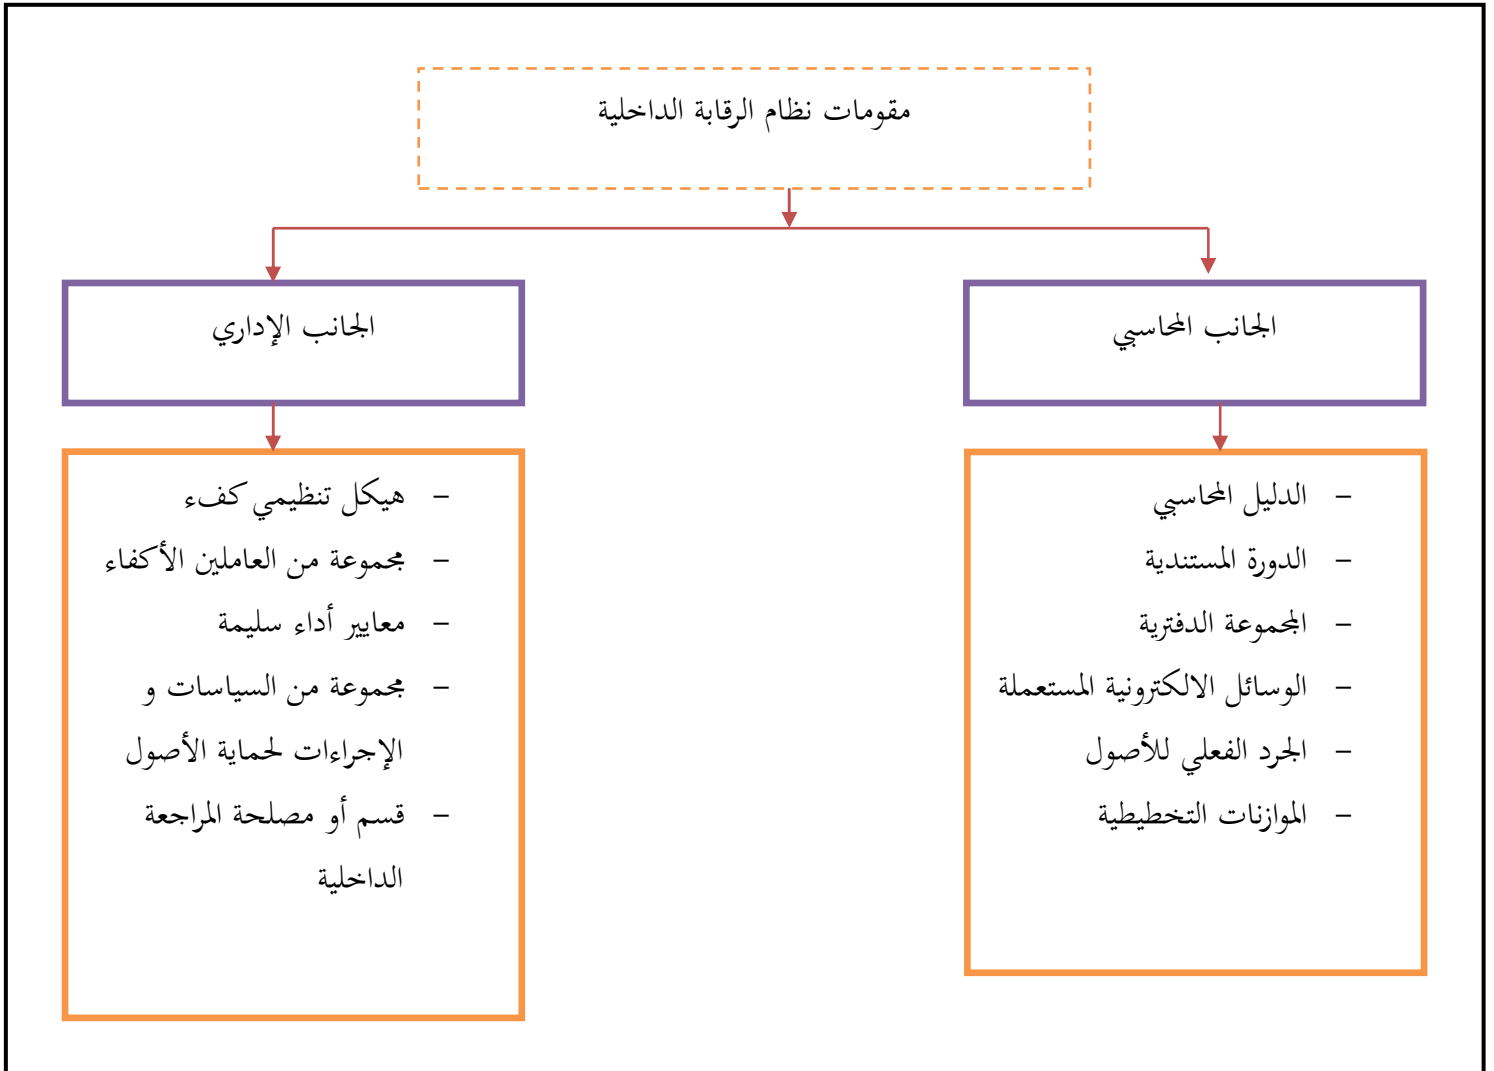 مقومات نظام الرقابة الداخلية
الجانب المحاسبي
الجانب الإداري
- الدليل المحاسبي
- الدورة المستندية
- المجموعة الدفترية
- الوسائل الالكترونية المستعملة
- الجرد الفعلي للأصول
- الموازنات التخطيطية
- هيكل تنظيمي كفء
- مجموعة من العاملين الأكفاء
- معايير أداء سليمة
- مجموعة من السياسات و
الإجراءات لحماية الأصول
- قسم أو مصلحة المراجعة
الداخلية